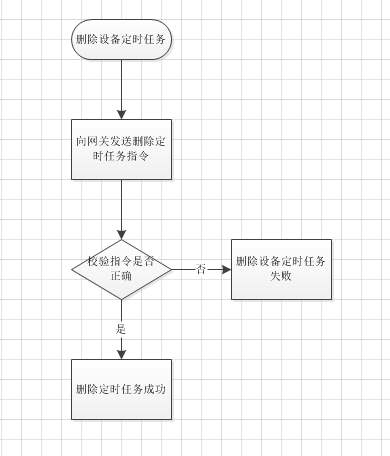 删除设备定时任务
向网关发送删除定
时任务指令
校验指令是否
正确
否
删除设备定时任务
失败
是
删除定时任务成功